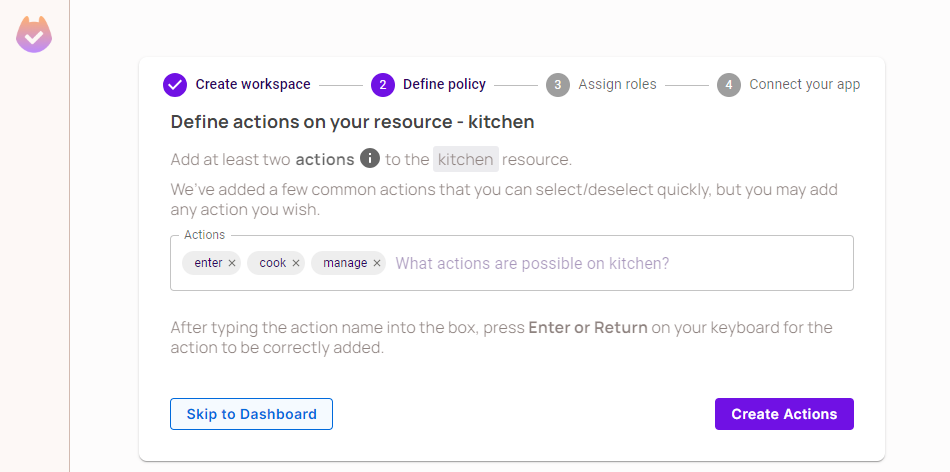 Create workspace 2 Define policy 3 Assign roles 4 Connect your app
Define actions on your resource - kitchen
Add at least two actions i to the kitchen resource.
We've added a few common actions that you can select/deselect quickly, but you may add
any action you wish.
Actions
enter × cook × manage × What actions are possible on kitchen?
After typing the action name into the box, press Enter or Return on your keyboard for the
action to be correctly added.
Skip to Dashboard Create Actions